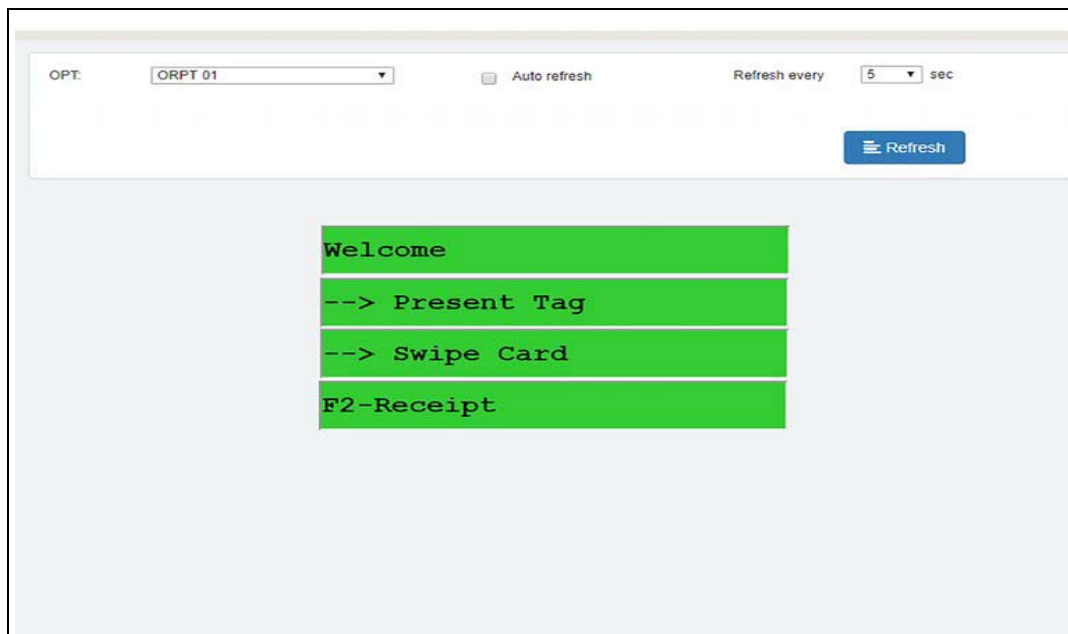 OPT: ORPT 01 Auto refresh Refresh every 5 sec
Refresh
Welcome
--> Present Tag
--> Swipe Card
F2-Receipt